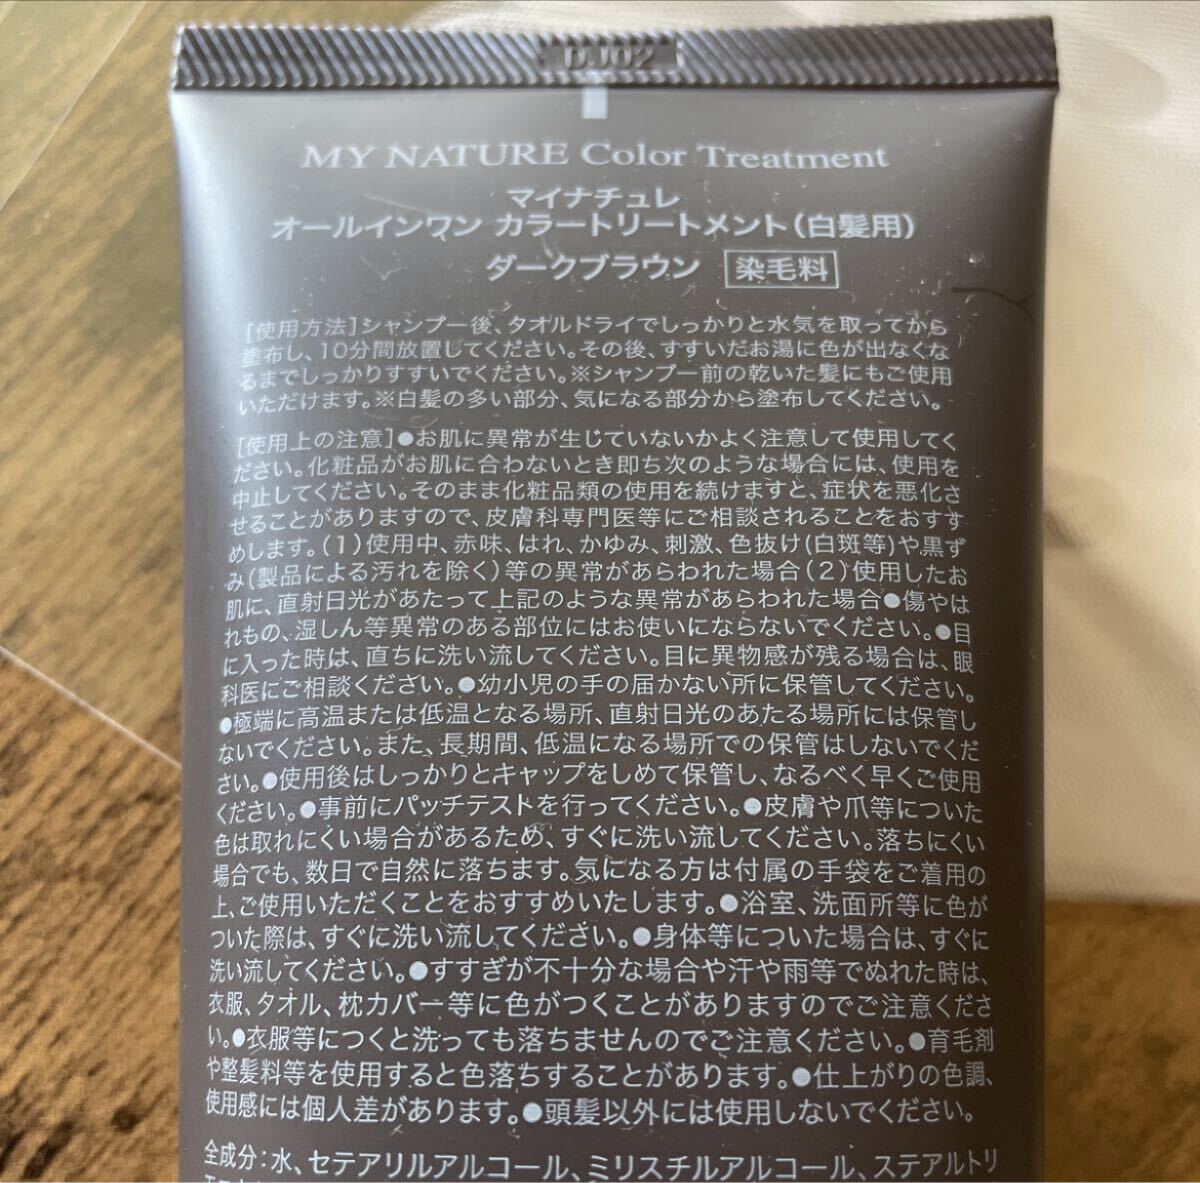 DJ02
MY NATURE Color Treatment
マイナチュレ
オールインワン カラートリートメント(白髪用)
ダークブラウン 染毛料
[使用方法]シャンプー後、タオルドライでしっかりと水気を取ってから
塗布し、10分間放置してください。その後、すすいだお湯に色が出なくな
るまでしっかりすすいでください。※シャンプー前の乾いた髪にもご使用
いただけます。※白髪の多い部分、気になる部分から塗布してください。
[使用上の注意]●お肌に異常が生じていないかよく注意して使用してく
ださい。化粧品がお肌に合わないとき即ち次のような場合には、使用を
中止してください。そのまま化粧品類の使用を続けますと、症状を悪化さ
せることがありますので、皮膚科専門医等にご相談されることをおすす
めします。(1)使用中、赤味、はれ、かゆみ、刺激、色抜け(白斑等)や黒ず
み(製品による汚れを除く)等の異常があらわれた場合(2)使用したお
肌に、直射日光があたって上記のような異常があらわれた場合●傷やは
れもの、湿しん等異常のある部位にはお使いにならないでください。●目
に入った時は、直ちに洗い流してください。目に異物感が残る場合は、眼
科医にご相談ください。●幼小児の手の届かない所に保管してください。
●極端に高温または低温となる場所、直射日光のあたる場所には保管し
ないでください。また、長期間、低温になる場所での保管はしないでくだ
さい。●使用後はしっかりとキャップをしめて保管し、なるべく早くご使用
ください。●事前にパッチテストを行ってください。●皮膚や爪等についた
色は取れにくい場合があるため、すぐに洗い流してください。落ちにくい
場合でも、数日で自然に落ちます。気になる方は付属の手袋をご着用の
上、ご使用いただくことをおすすめいたします。●浴室、洗面所等に色が
ついた際は、すぐに洗い流してください。●身体等についた場合は、すぐに
洗い流してください。●すすぎが不十分な場合や汗や雨等でぬれた時は、
衣服、タオル、枕カバー等に色がつくことがありますのでご注意くださ
い。●衣服等につくと洗っても落ちませんのでご注意ください。●育毛剤
や整髪料等を使用すると色落ちすることがあります。●仕上がりの色調、
使用感には個人差があります。●頭髪以外には使用しないでください。
全成分:水、セテアリルアルコール、ミリスチルアルコール、ステアルトリ